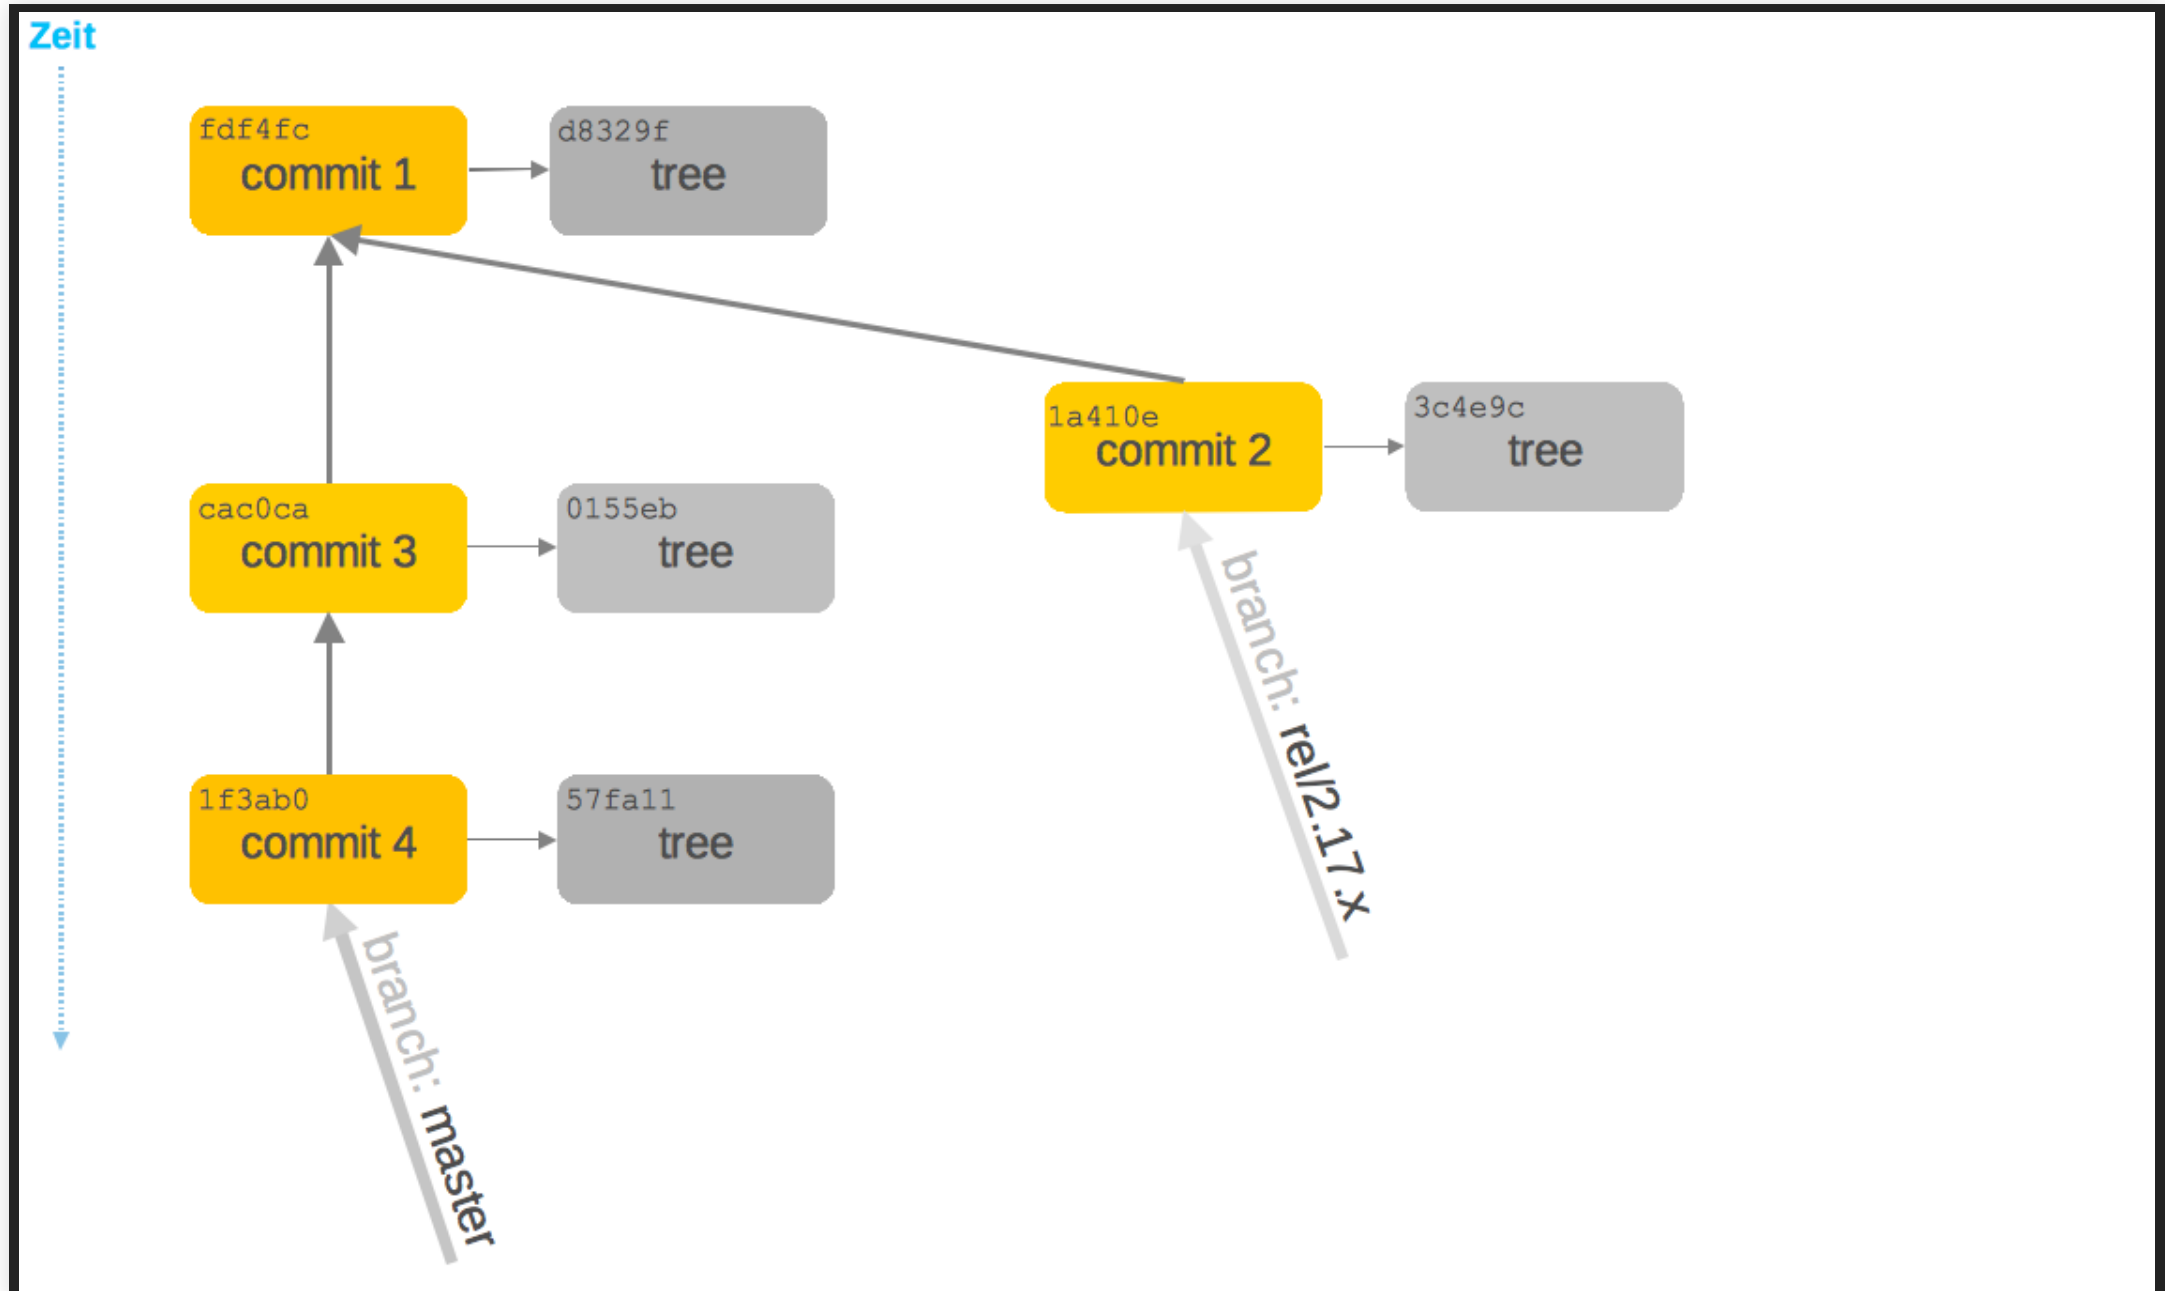 Zeit
fdf4fc
commit 1
d8329f
tree
1a410e
commit 2
3c4e9c
tree
cac0ca
commit 3
0155eb
tree
branch: rel/2.17.x
1f3ab0
commit 4
57fa11
tree
branch: master